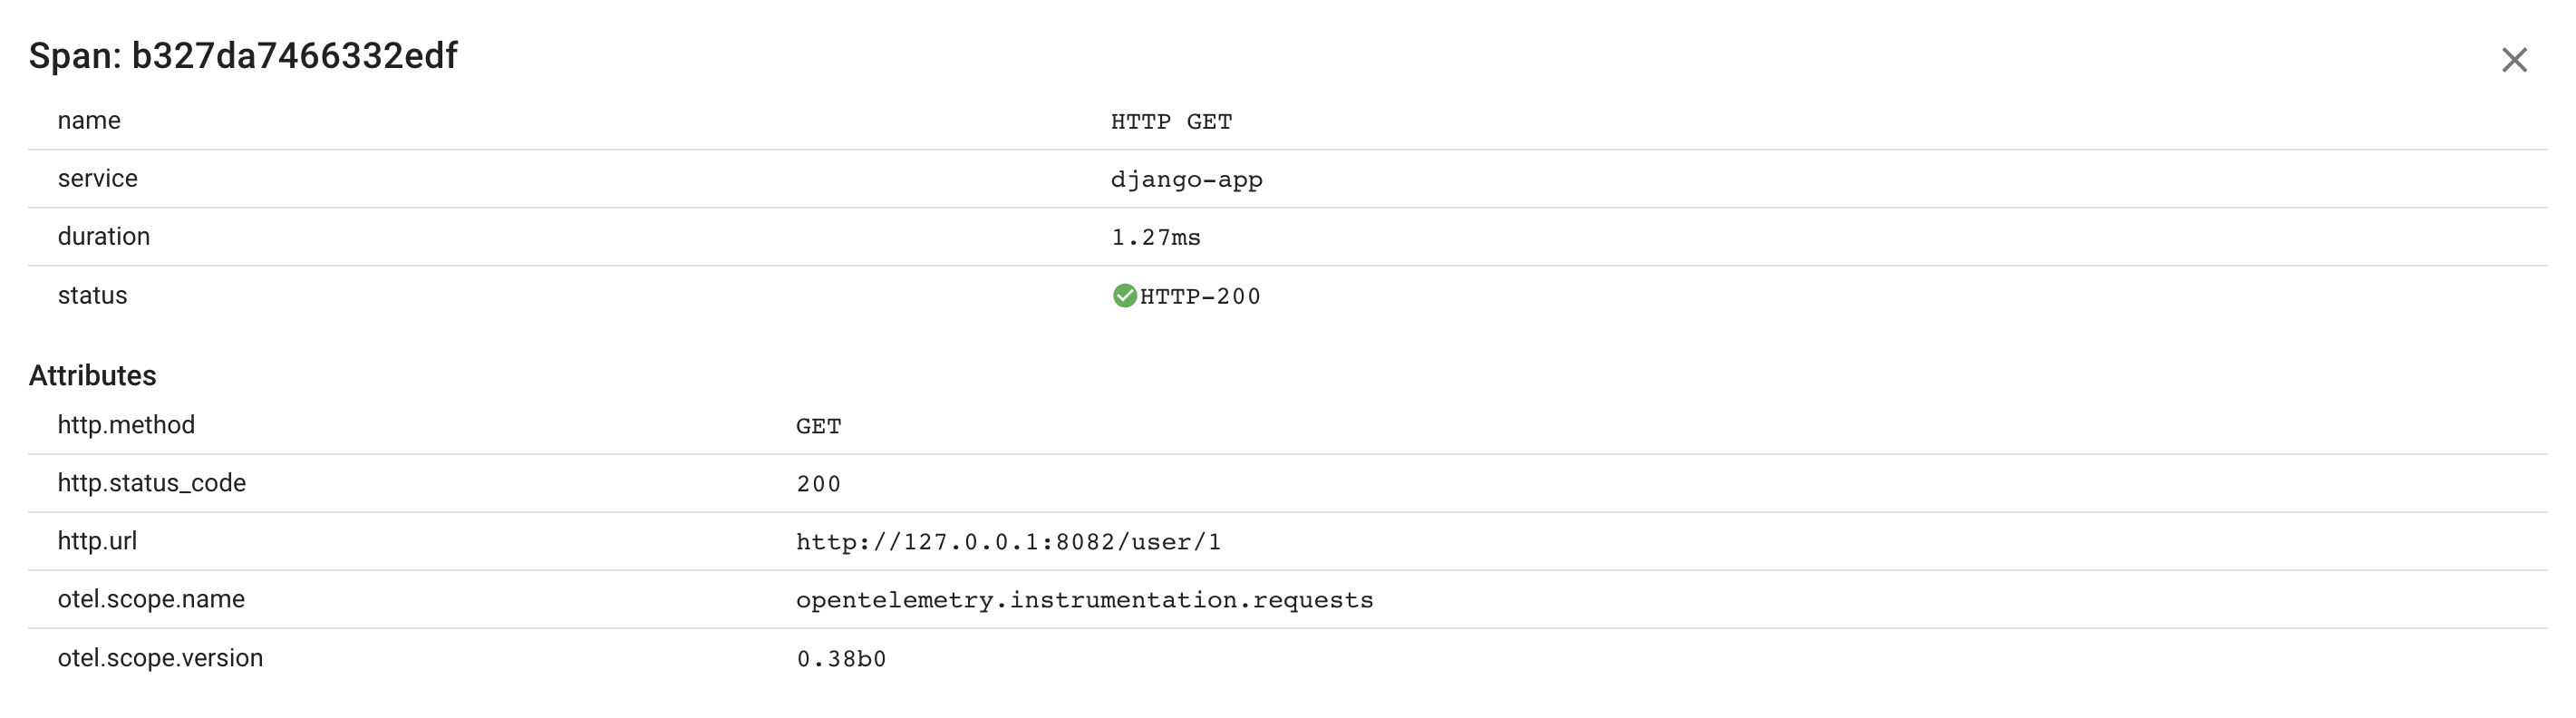 Span: b327da7466332edf
name HTTP GET
service django-app
duration 1.27ms
status HTTP-200
Attributes
http.method GET
http.status_code 200
http.url http://127.0.0.1:8082/user/1
otel.scope.name opentelemetry.instrumentation.requests
otel.scope.version 0.38b0